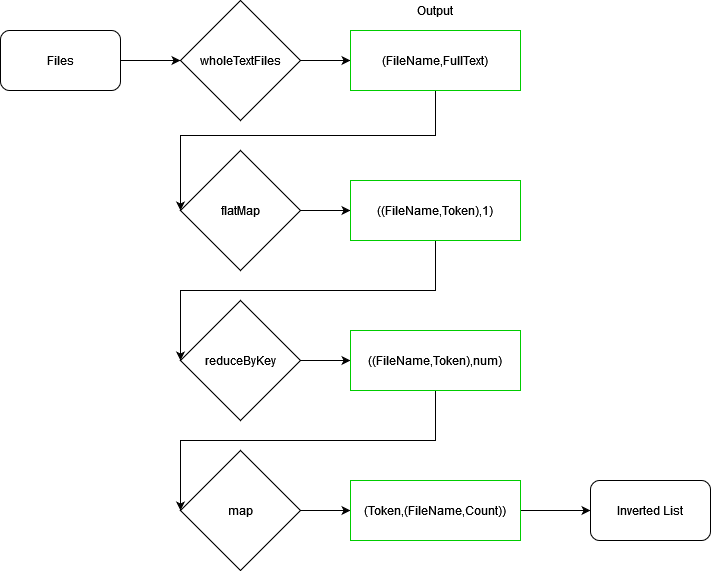 Output
Files
wholeTextFiles
(FileName,FullText)
flatMap
((FileName,Token),1)
reduceByKey
((FileName,Token),num)
map
(Token,(FileName,Count))
Inverted List